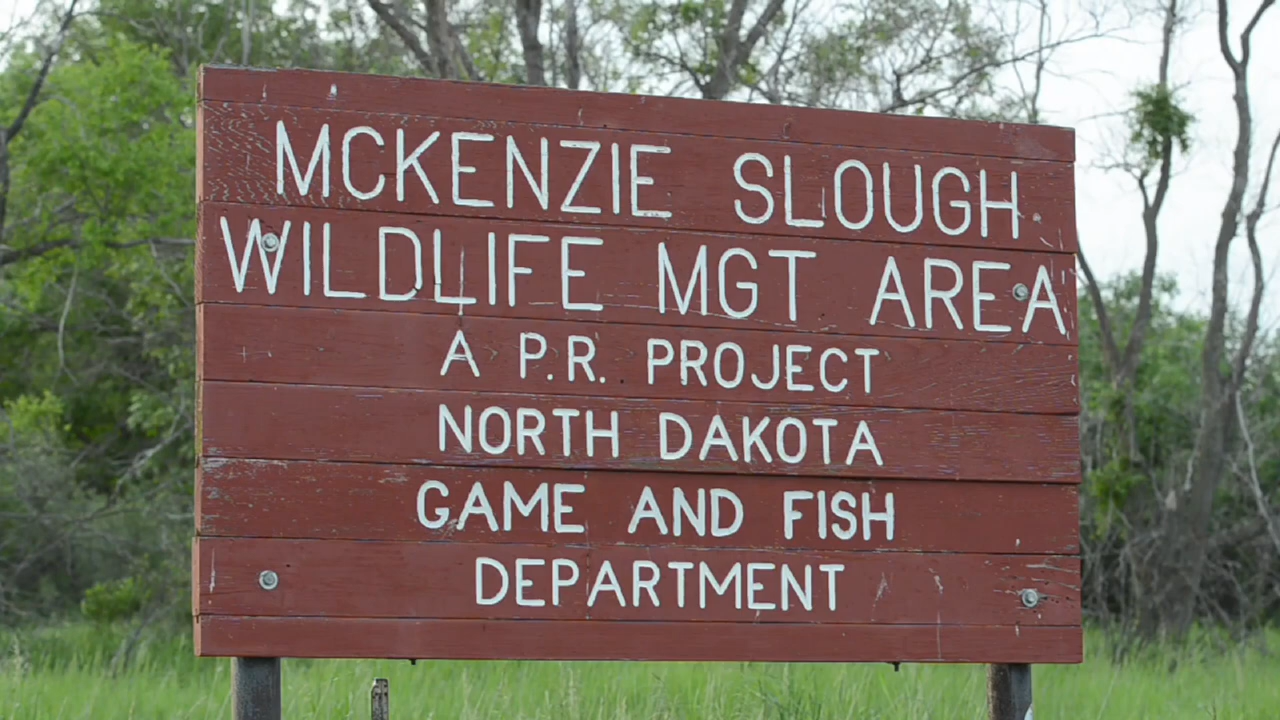 MCKENZIE SLOUGH
WILDLIFE MGT AREA
A P.R. PROJECT
NORTH DAKOTA
GAME AND FISH
DEPARTMENT